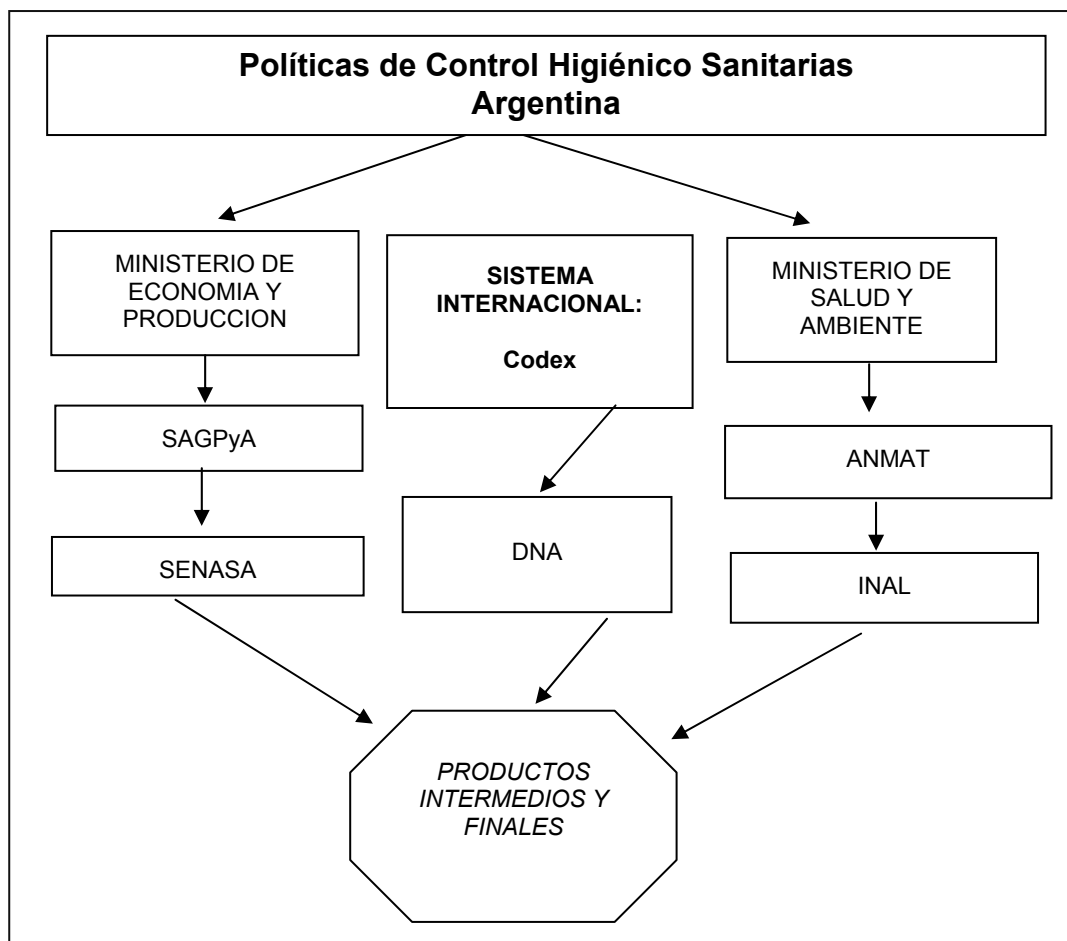 Políticas de Control Higiénico Sanitarias
Argentina
MINISTERIO DE
ECONOMIA Y
PRODUCCION
SISTEMA
INTERNACIONAL:
Codex
MINISTERIO DE
SALUD Y
AMBIENTE
SAGPyA
ANMAT
SENASA
DNA
INAL
PRODUCTOS
INTERMEDIOS Y
FINALES